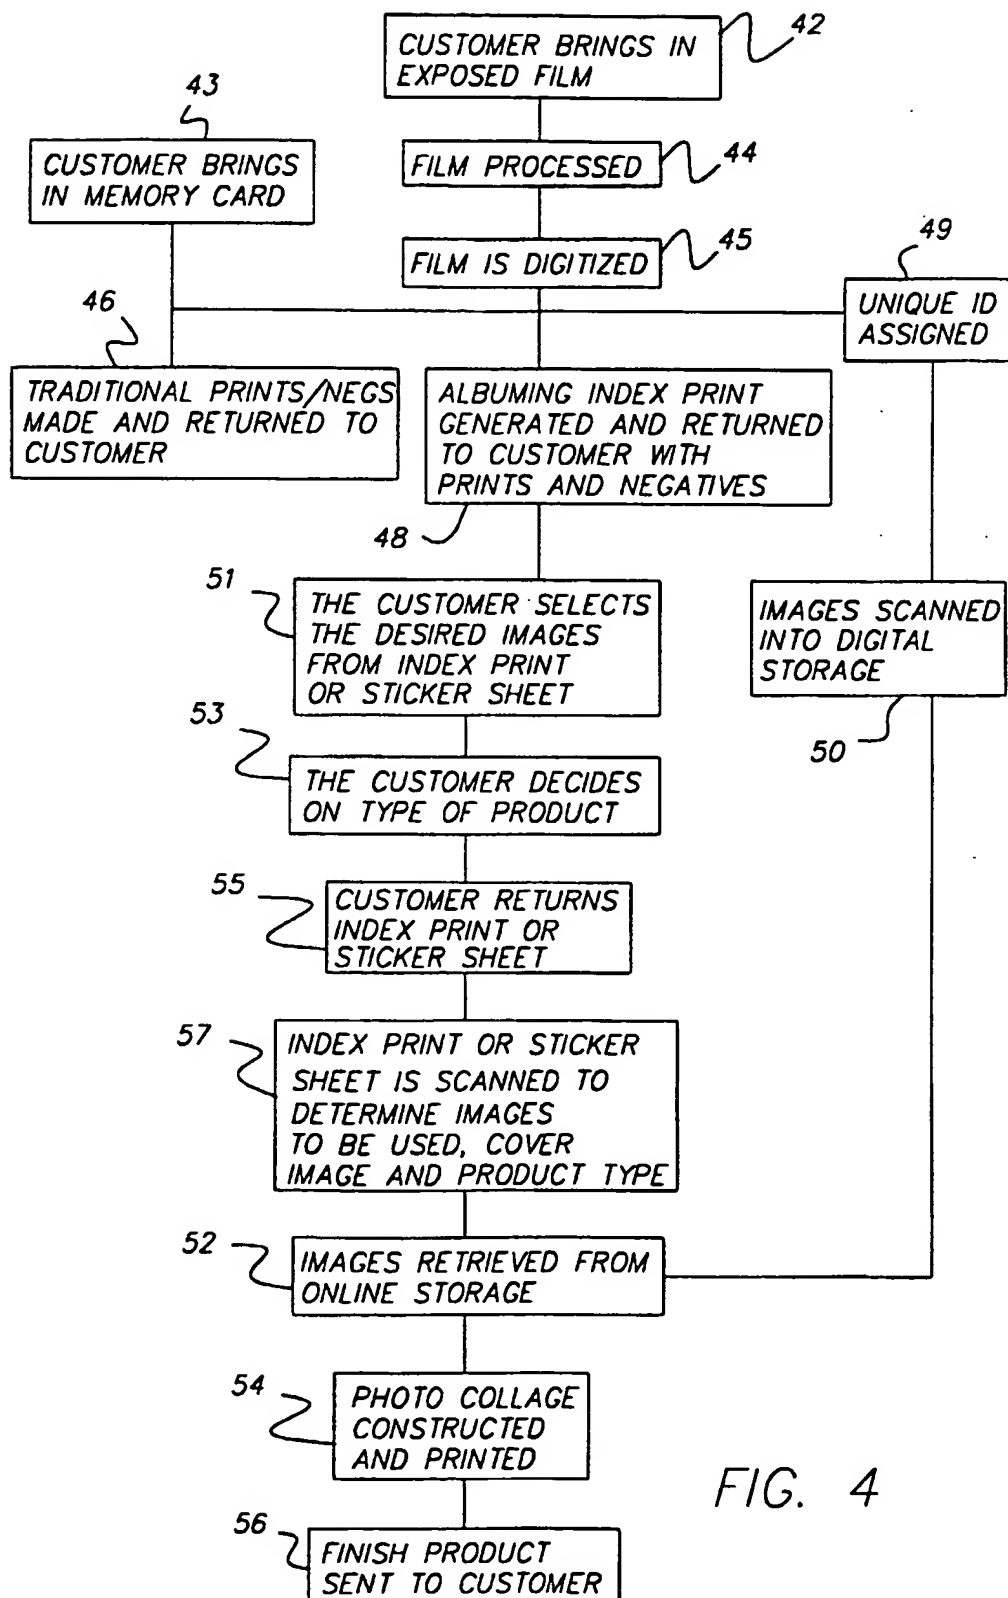 42
CUSTOMER BRINGS IN
EXPOSED FILM
43
CUSTOMER BRINGS
IN MEMORY CARD
FILM PROCESSED
44
FILM IS DIGITIZED
45
49
UNIQUE ID
ASSIGNED
46
TRADITIONAL PRINTS/NEGS
MADE AND RETURNED TO
CUSTOMER
ALBUMING INDEX PRINT
GENERATED AND RETURNED
TO CUSTOMER WITH
PRINTS AND NEGATIVES
48
51
THE CUSTOMER SELECTS
THE DESIRED IMAGES
FROM INDEX PRINT
OR STICKER SHEET
IMAGES SCANNED
INTO DIGITAL
STORAGE
50
53
THE CUSTOMER DECIDES
ON TYPE OF PRODUCT
55
CUSTOMER RETURNS
INDEX PRINT OR
STICKER SHEET
57
INDEX PRINT OR STICKER
SHEET IS SCANNED TO
DETERMINE IMAGES
TO BE USED, COVER
IMAGE AND PRODUCT TYPE
52
IMAGES RETRIEVED FROM
ONLINE STORAGE
54
PHOTO COLLAGE
CONSTRUCTED
AND PRINTED
56
FINISH PRODUCT
SENT TO CUSTOMER
FIG. 4